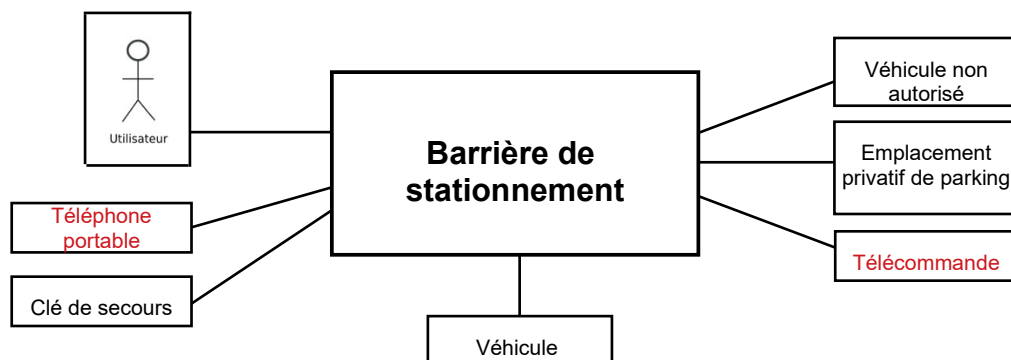 Utilisateur
Téléphone
portable
Clé de secours
Barrière de
stationnement
Véhicule
Véhicule non
autorisé
Emplacement
privatif de parking
Télécommande